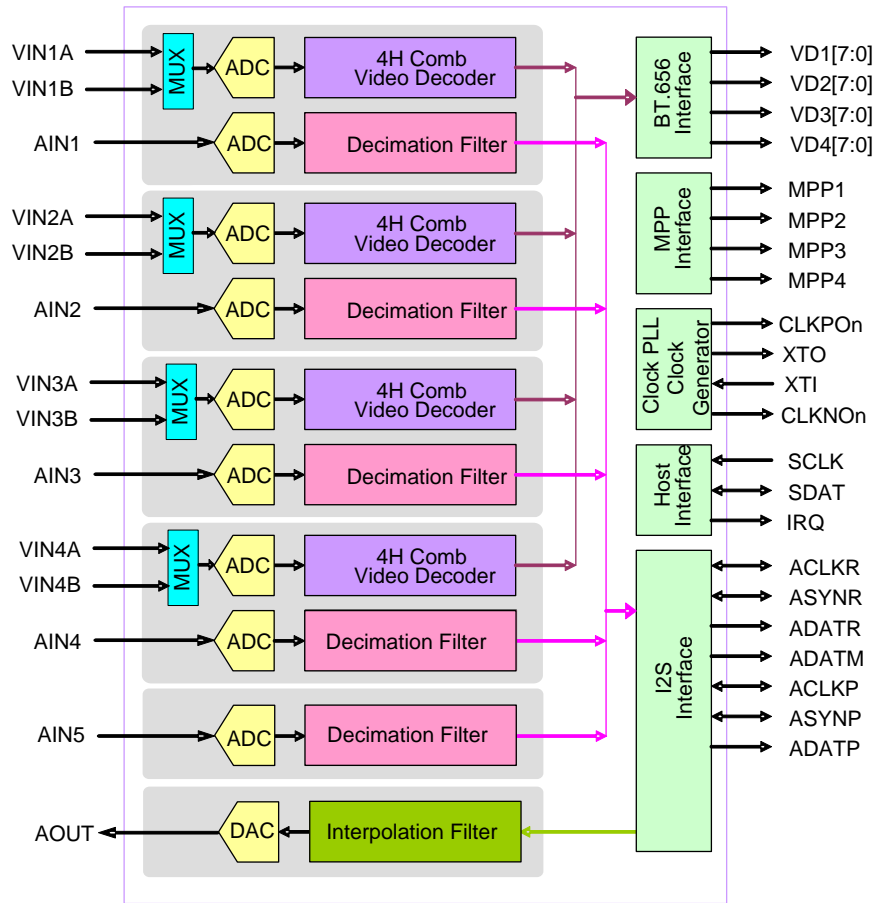 VIN1A
VIN1B
MUX
ADC
4H Comb
Video Decoder
AIN1
ADC
Decimation Filter
VIN2A
VIN2B
MUX
ADC
4H Comb
Video Decoder
AIN2
ADC
Decimation Filter
VIN3A
VIN3B
MUX
ADC
4H Comb
Video Decoder
AIN3
ADC
Decimation Filter
VIN4A
VIN4B
MUX
ADC
4H Comb
Video Decoder
AIN4
ADC
Decimation Filter
AIN5
ADC
Decimation Filter
AOUT
DAC
Interpolation Filter
BT.656
Interface
VD1[7:0]
VD2[7:0]
VD3[7:0]
VD4[7:0]
MPP
Interface
MPP1
MPP2
MPP3
MPP4
Clock PLL
Clock
Generator
CLKPOn
XTO
XTI
CLKNOn
Host
Interface
SCLK
SDAT
IRQ
I2S
Interface
ACLKR
ASYNR
ADATR
ADATM
ACLKP
ASYNP
ADATP